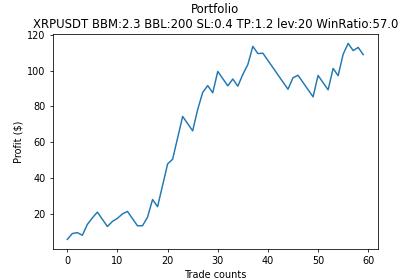 Portfolio
XRPUSDT BBM:2.3 BBL:200 SL:0.4 TP:1.2 lev:20 WinRatio:57.0
120
100
80
60
40
20
Profit ($)
0 10 20 30 40 50 60
Trade counts